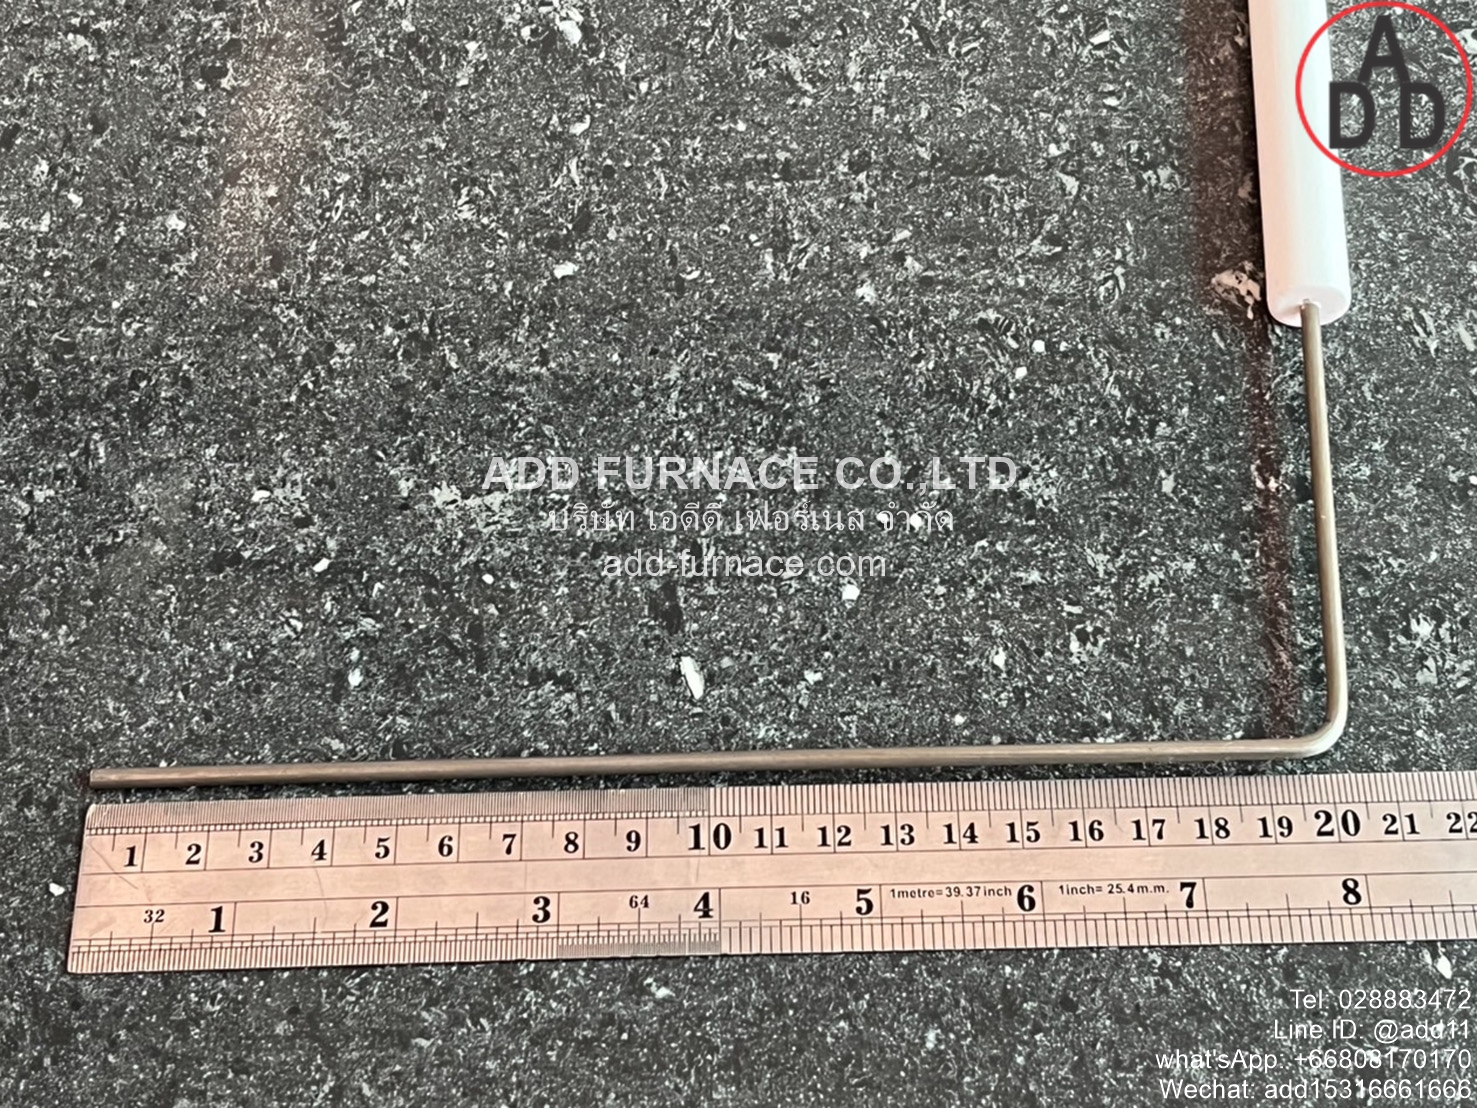 A
DD
ADD FURNACE CO.,LTD.
บริษัท เอดีดี เฟอร์เนส จำกัด
add-furnace.com
1 2 3 4 5 6 7 8 9 10 11 12 13 14 15 16 17 18 19 20 21 22
32 1 2 3 64 4 16 5 1metre=39.37inch 6 1inch= 25.4m.m. 7 8
Tel: 028883472
Line ID: @add11
what'sApp: +66808170170
Wechat: add15316661666